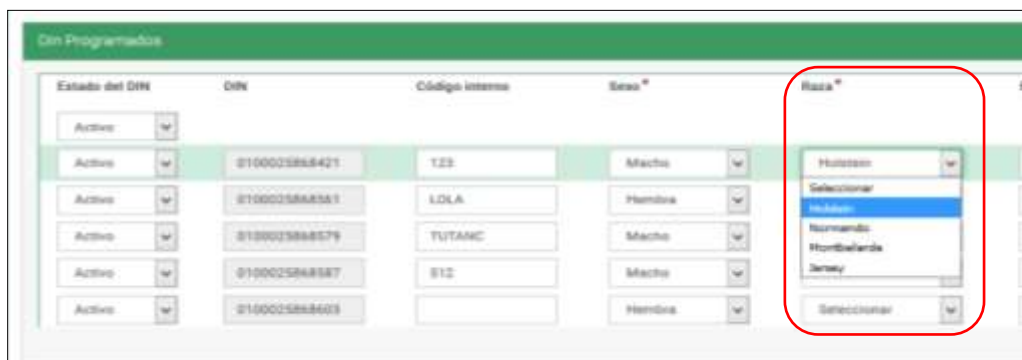 Din Programados
Estado del DIN DIN Código interno Sexo* Raza*
Activo
Activo 0100025868421 123 Macho Holstein
Seleccionar
Activo 0100025868561 LOLA Hembra Holstein
Normando
Activo 0100025868579 TUTANC Macho Montbeliarde
Activo 0100025868587 512 Macho Jersey
Activo 0100025868603 Hembra Seleccionar